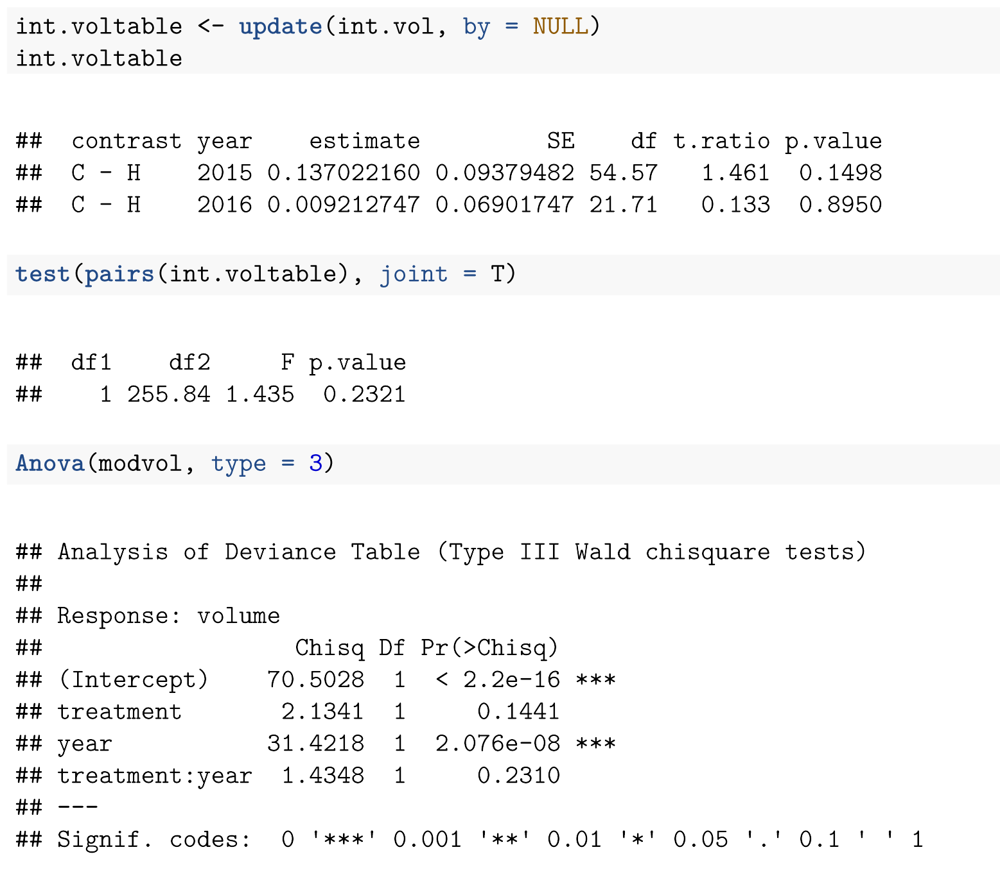 int.voltable <- update(int.vol, by = NULL)
int.voltable
##  contrast year    estimate         SE    df t.ratio p.value
##  C - H    2015 0.137022160 0.09379482 54.57   1.461  0.1498
##  C - H    2016 0.009212747 0.06901747 21.71   0.133  0.8950
test(pairs(int.voltable), joint = T)
##  df1    df2     F p.value
##    1 255.84 1.435  0.2321
Anova(modvol, type = 3)
## Analysis of Deviance Table (Type III Wald chisquare tests)
##
## Response: volume
##                  Chisq Df Pr(>Chisq)
## (Intercept)    70.5028  1  < 2.2e-16 ***
## treatment       2.1341  1     0.1441
## year           31.4218  1  2.076e-08 ***
## treatment:year  1.4348  1     0.2310
## ---
## Signif. codes:  0 '***' 0.001 '**' 0.01 '*' 0.05 '.' 0.1 ' ' 1